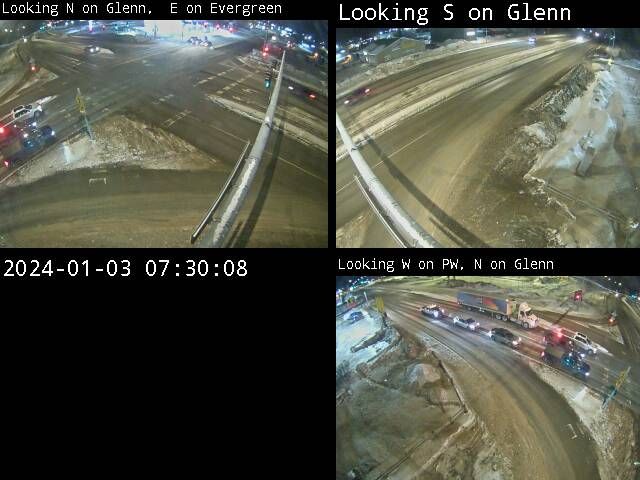 Looking N on Glenn,  E on Evergreen
Looking S on Glenn
2024-01-03 07:30:08
Looking W on PW, N on Glenn